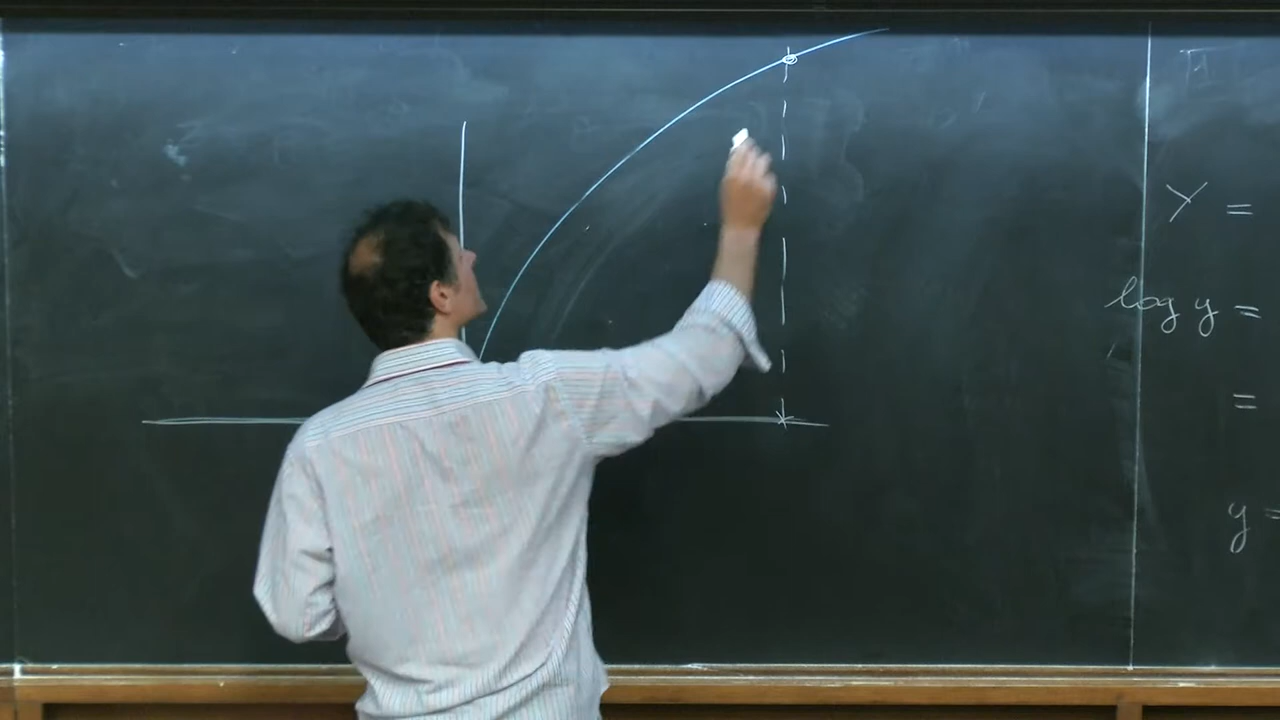 Y =
log y =
=
y =